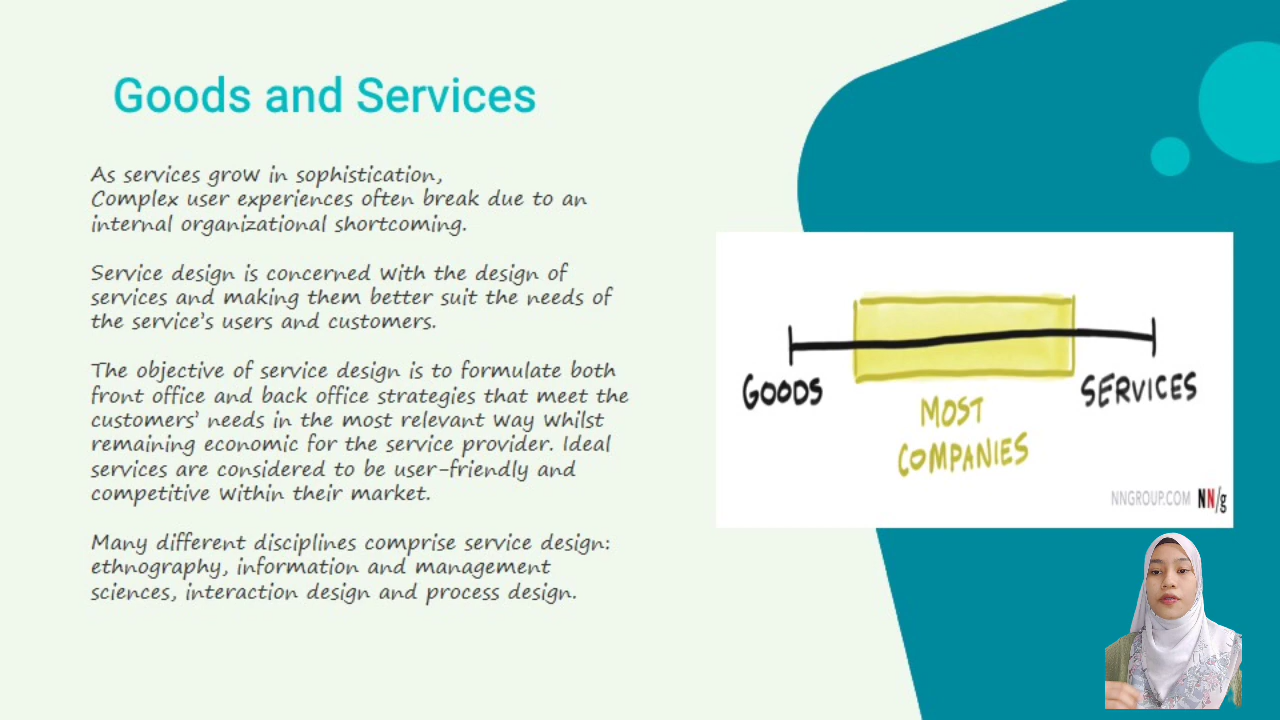 Goods and Services
As services grow in sophistication,
Complex user experiences often break due to an
internal organizational shortcoming.
Service design is concerned with the design of
services and making them better suit the needs of
the service's users and customers.
The objective of service design is to formulate both
front office and back office strategies that meet the
customers' needs in the most relevant way whilst
remaining economic for the service provider. Ideal
services are considered to be user-friendly and
competitive within their market.
Many different disciplines comprise service design:
ethnography, information and management
sciences, interaction design and process design.
GOODS
SERVICES
MOST
COMPANIES
NNGROUP.COM NN/g